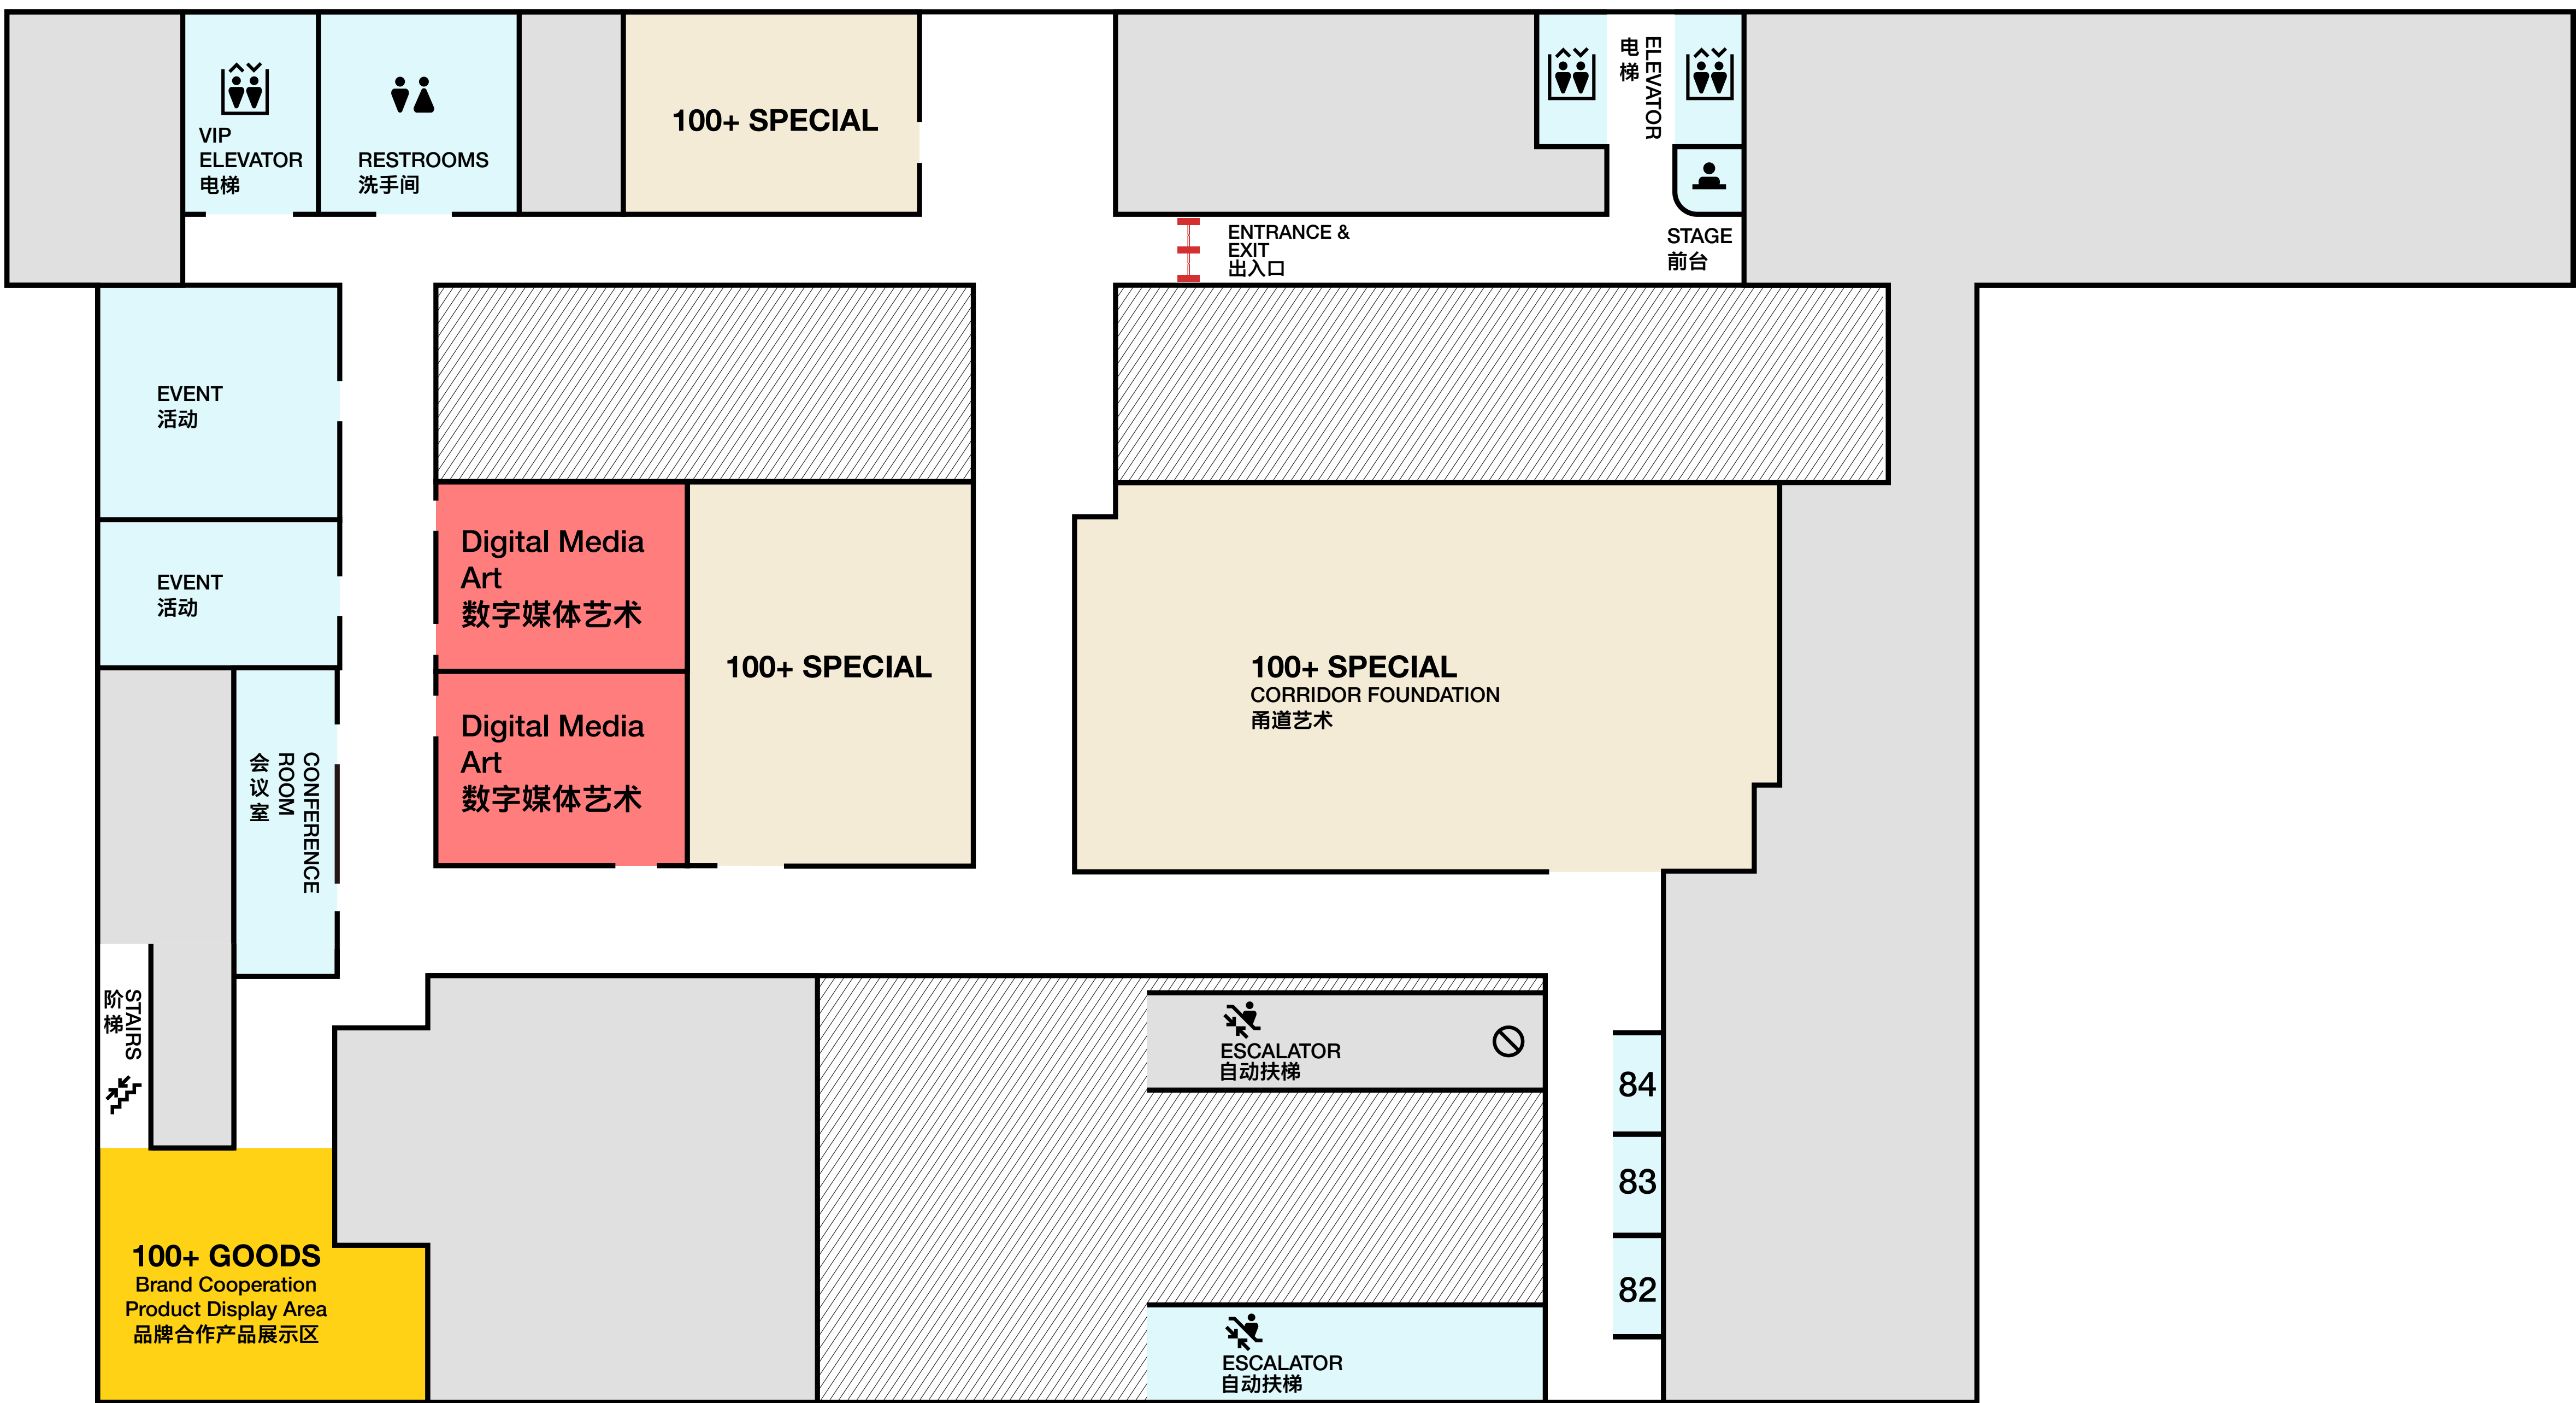 VIP
ELEVATOR
电梯
RESTROOMS
洗手间
100+ SPECIAL
ELEVATOR
电梯
ENTRANCE &
EXIT
出入口
STAGE
前台
EVENT
活动
EVENT
活动
Digital Media
Art
数字媒体艺术
Digital Media
Art
数字媒体艺术
100+ SPECIAL
100+ SPECIAL
CORRIDOR FOUNDATION
甬道艺术
CONFERENCE
ROOM
会议室
STAIRS
阶梯
ESCALATOR
自动扶梯
84
83
82
100+ GOODS
Brand Cooperation
Product Display Area
品牌合作产品展示区
ESCALATOR
自动扶梯